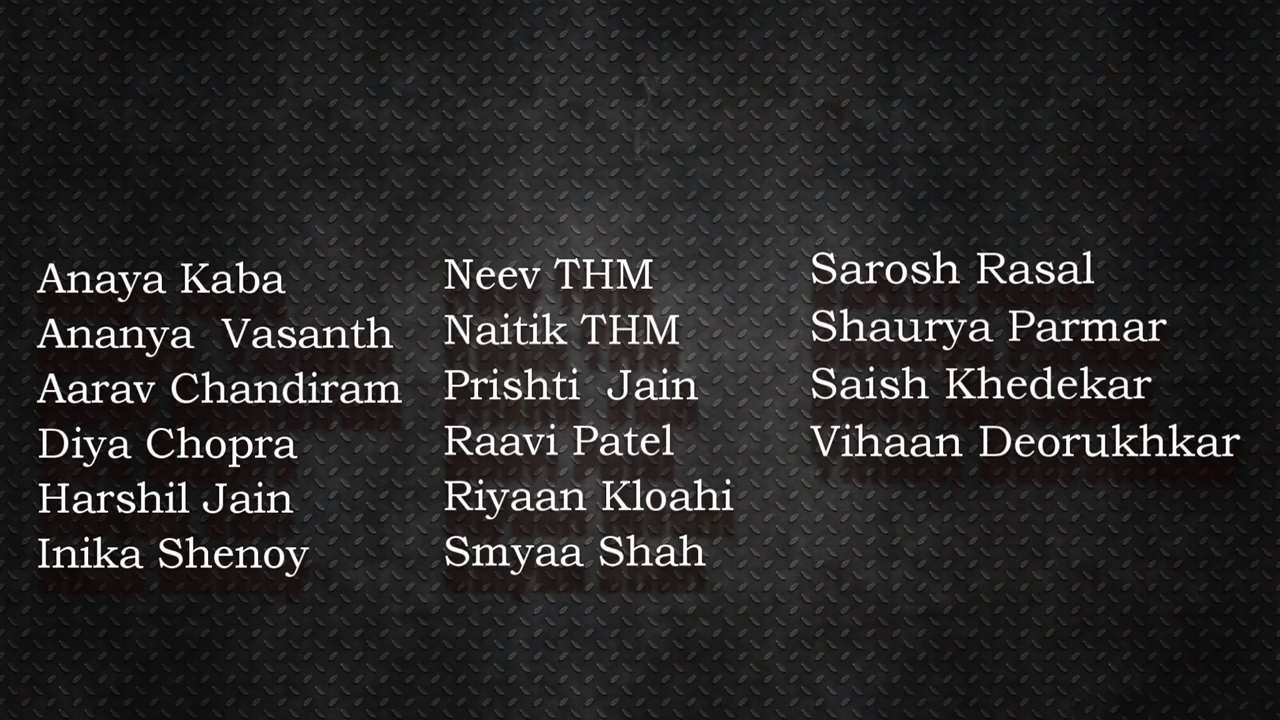 Anaya Kaba
Ananya Vasanth
Aarav Chandiram
Diya Chopra
Harshil Jain
Inika Shenoy
Neev THM
Naitik THM
Prishti Jain
Raavi Patel
Riyaan Kloahi
Smyaa Shah
Sarosh Rasal
Shaurya Parmar
Saish Khedekar
Vihaan Deorukhkar